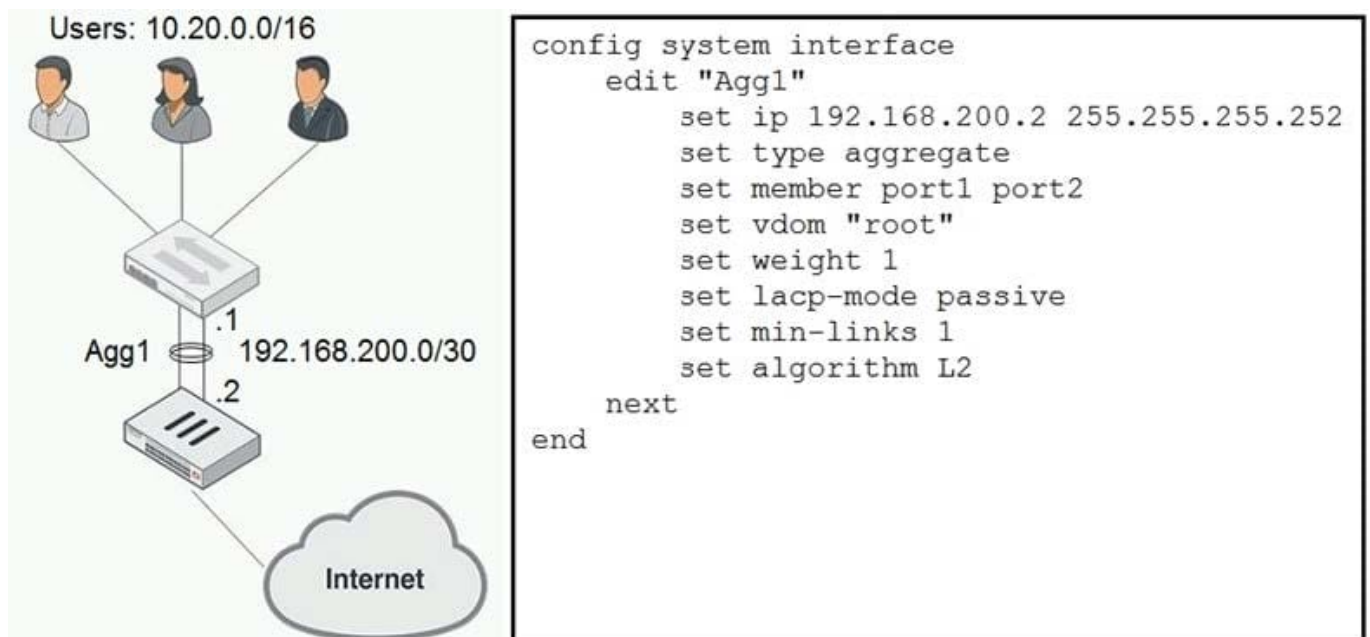 Users: 10.20.0.0/16
.1
Agg1 192.168.200.0/30
.2
Internet
config system interface
edit "Agg1"
set ip 192.168.200.2 255.255.255.252
set type aggregate
set member port1 port2
set vdom "root"
set weight 1
set lacp-mode passive
set min-links 1
set algorithm L2
next
end